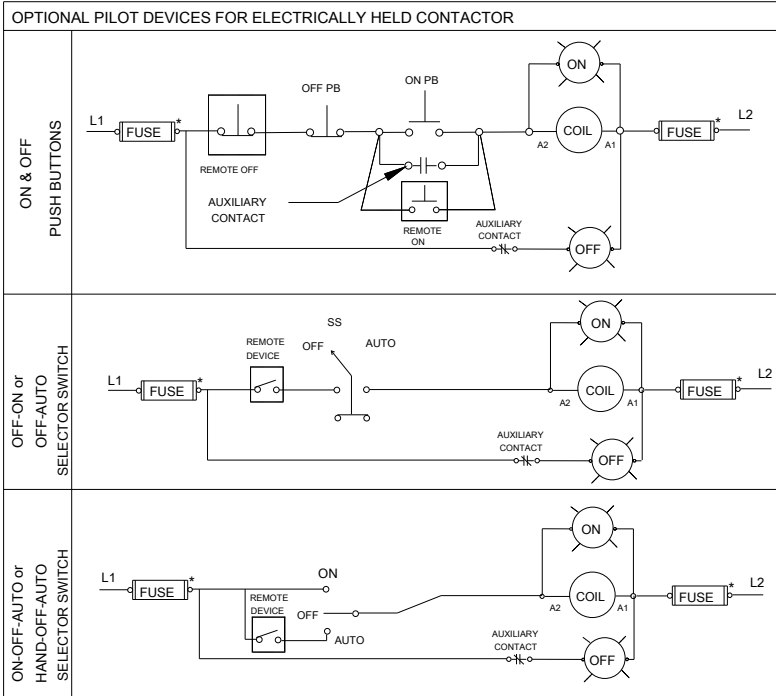 OPTIONAL PILOT DEVICES FOR ELECTRICALLY HELD CONTACTOR
ON & OFF
PUSH BUTTONS
L1
FUSE
*
REMOTE OFF
OFF PB
ON PB
AUXILIARY
CONTACT
REMOTE
ON
AUXILIARY
CONTACT
ON
COIL
A2
A1
OFF
FUSE
*
L2
OFF-ON or
OFF-AUTO
SELECTOR SWITCH
L1
FUSE
*
REMOTE
DEVICE
SS
OFF
AUTO
AUXILIARY
CONTACT
ON
COIL
A2
A1
OFF
FUSE
*
L2
ON-OFF-AUTO or
HAND-OFF-AUTO
SELECTOR SWITCH
L1
FUSE
*
REMOTE
DEVICE
ON
OFF
AUTO
AUXILIARY
CONTACT
ON
COIL
A2
A1
OFF
FUSE
*
L2